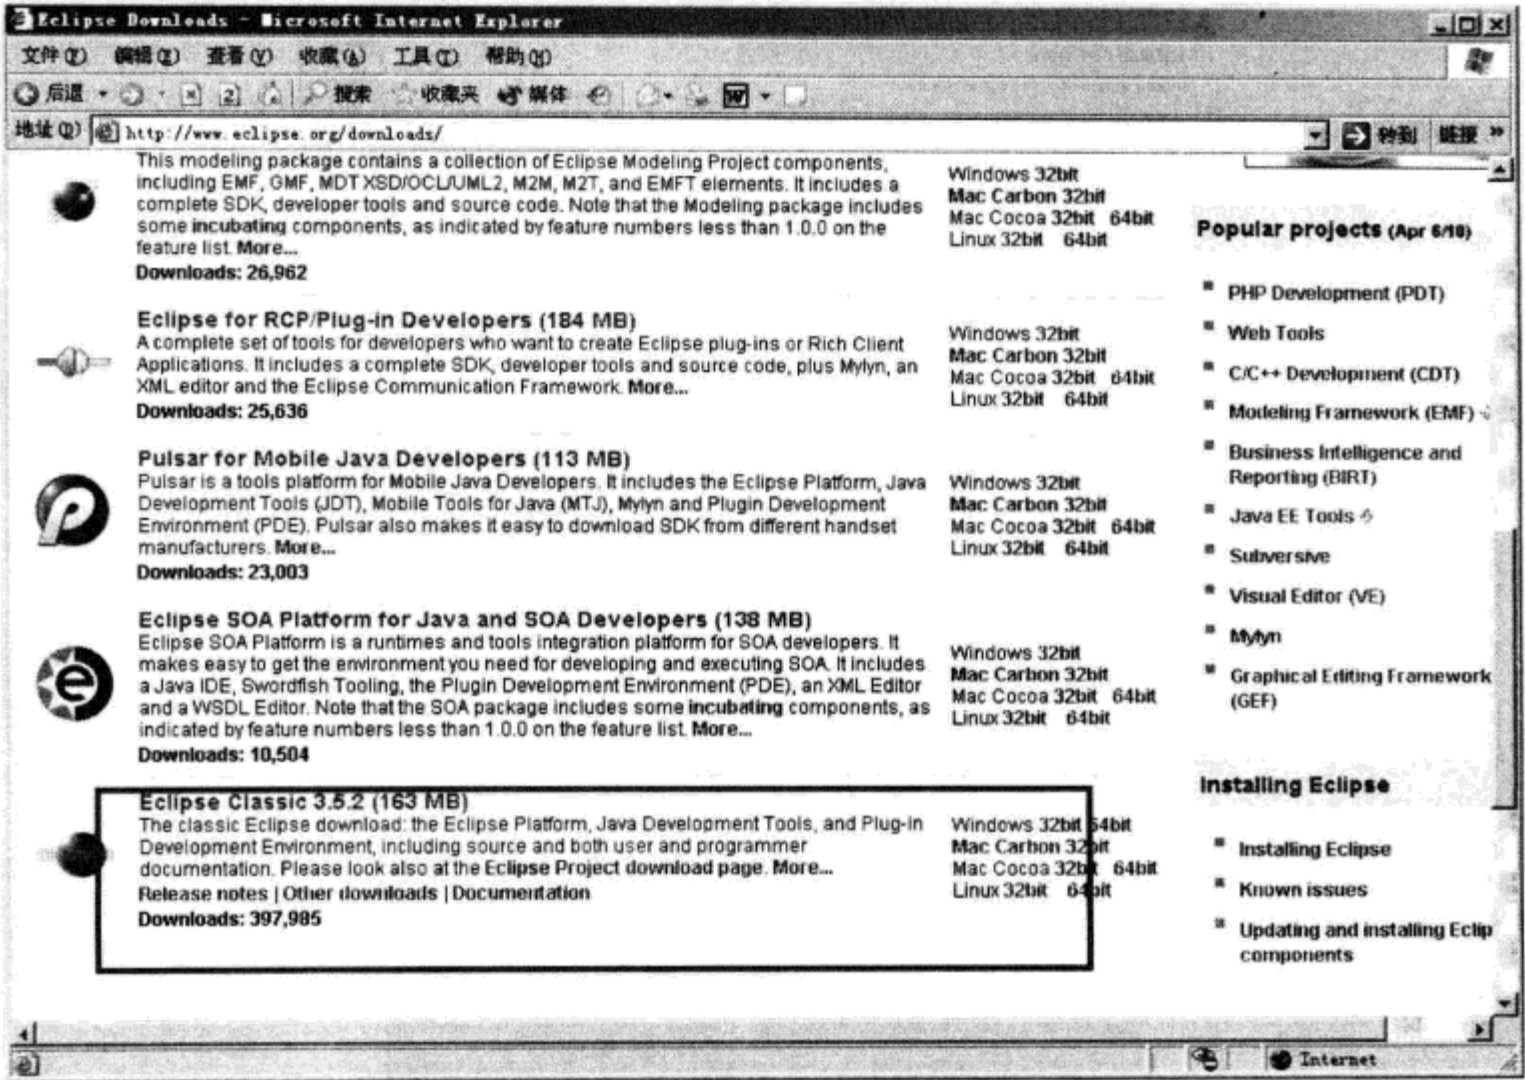 Eclipse Downloads - Microsoft Internet Explorer
文件(F) 编辑(E) 查看(V) 收藏(A) 工具(T) 帮助(H)
后退 搜索 收藏夹 媒体
地址(D) http://www.eclipse.org/downloads/ 转到 链接 »
This modeling package contains a collection of Eclipse Modeling Project components,
including EMF, GMF, MDT XSD/OCL/UML2, M2M, M2T, and EMFT elements. It includes a
complete SDK, developer tools and source code. Note that the Modeling package includes
some incubating components, as indicated by feature numbers less than 1.0.0 on the
feature list. More...
Downloads: 26,962
Windows 32bit
Mac Carbon 32bit
Mac Cocoa 32bit 64bit
Linux 32bit 64bit
Eclipse for RCP/Plug-in Developers (184 MB)
A complete set of tools for developers who want to create Eclipse plug-ins or Rich Client
Applications. It includes a complete SDK, developer tools and source code, plus Mylyn, an
XML editor and the Eclipse Communication Framework. More...
Downloads: 25,636
Windows 32bit
Mac Carbon 32bit
Mac Cocoa 32bit 64bit
Linux 32bit 64bit
Pulsar for Mobile Java Developers (113 MB)
Pulsar is a tools platform for Mobile Java Developers. It includes the Eclipse Platform, Java
Development Tools (JDT), Mobile Tools for Java (MTJ), Mylyn and Plugin Development
Environment (PDE). Pulsar also makes it easy to download SDK from different handset
manufacturers. More...
Downloads: 23,003
Windows 32bit
Mac Carbon 32bit
Mac Cocoa 32bit 64bit
Linux 32bit 64bit
Eclipse SOA Platform for Java and SOA Developers (138 MB)
Eclipse SOA Platform is a runtimes and tools integration platform for SOA developers. It
makes easy to get the environment you need for developing and executing SOA. It includes
a Java IDE, Swordfish Tooling, the Plugin Development Environment (PDE), an XML Editor
and a WSDL Editor. Note that the SOA package includes some incubating components, as
indicated by feature numbers less than 1.0.0 on the feature list. More...
Downloads: 10,504
Windows 32bit
Mac Carbon 32bit
Mac Cocoa 32bit 64bit
Linux 32bit 64bit
Eclipse Classic 3.5.2 (163 MB)
The classic Eclipse download: the Eclipse Platform, Java Development Tools, and Plug-in
Development Environment, including source and both user and programmer
documentation. Please look also at the Eclipse Project download page. More...
Release notes | Other downloads | Documentation
Downloads: 397,985
Windows 32bit 64bit
Mac Carbon 32bit
Mac Cocoa 32bit 64bit
Linux 32bit 64bit
Popular projects (Apr 6/10)
PHP Development (PDT)
Web Tools
C/C++ Development (CDT)
Modeling Framework (EMF)
Business Intelligence and
Reporting (BIRT)
Java EE Tools
Subversive
Visual Editor (VE)
Mylyn
Graphical Editing Framework
(GEF)
Installing Eclipse
Installing Eclipse
Known issues
Updating and installing Eclip
components
Internet